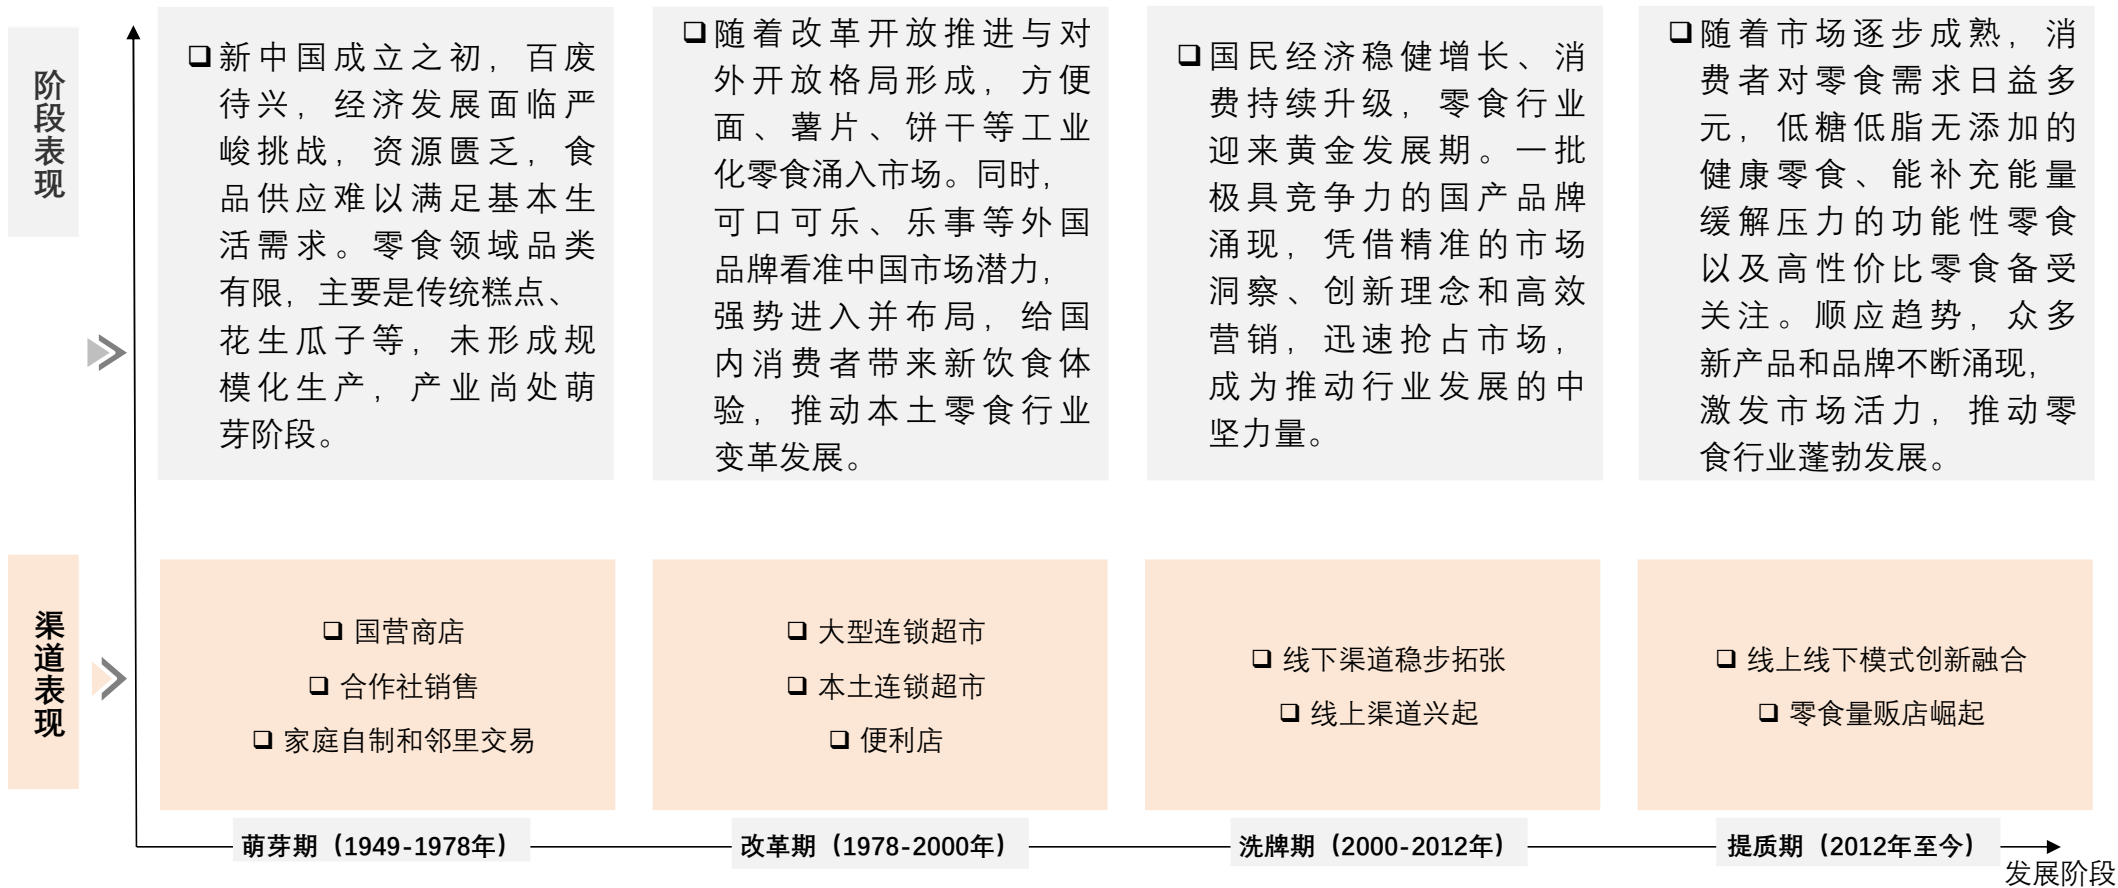 阶段表现
❑新中国成立之初，百废
待兴，经济发展面临严
峻挑战，资源匮乏，食
品供应难以满足基本生
活需求。零食领域品类
有限，主要是传统糕点、
花生瓜子等，未形成规
模化生产，产业尚处萌
芽阶段。
❑随着改革开放推进与对
外开放格局形成，方便
面、薯片、饼干等工业
化零食涌入市场。同时，
可口可乐、乐事等外国
品牌看准中国市场潜力，
强势进入并布局，给国
内消费者带来新饮食体
验，推动本土零食行业
变革发展。
❑国民经济稳健增长、消
费持续升级，零食行业
迎来黄金发展期。一批
极具竞争力的国产品牌
涌现，凭借精准的市场
洞察、创新理念和高效
营销，迅速抢占市场，
成为推动行业发展的中
坚力量。
❑随着市场逐步成熟，消
费者对零食需求日益多
元，低糖低脂无添加的
健康零食、能补充能量
缓解压力的功能性零食
以及高性价比零食备受
关注。顺应趋势，众多
新产品和品牌不断涌现，
激发市场活力，推动零
食行业蓬勃发展。
渠道表现
❑ 国营商店
❑ 合作社销售
❑ 家庭自制和邻里交易
❑ 大型连锁超市
❑ 本土连锁超市
❑ 便利店
❑ 线下渠道稳步拓张
❑ 线上渠道兴起
❑ 线上线下模式创新融合
❑ 零食量贩店崛起
萌芽期（1949-1978年）
改革期（1978-2000年）
洗牌期（2000-2012年）
提质期（2012年至今）
发展阶段